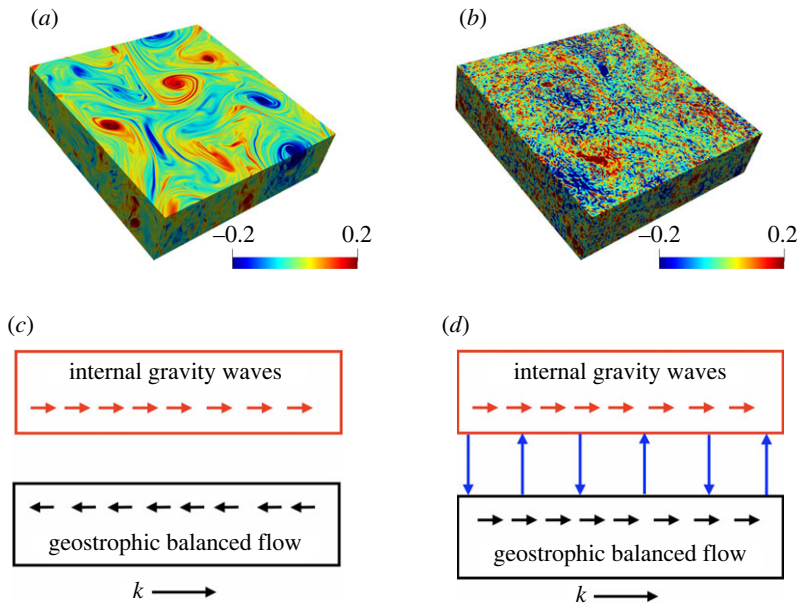 (a)
(b)
–0.2 0.2
–0.2 0.2
(c)
(d)
internal gravity waves
internal gravity waves
geostrophic balanced flow
geostrophic balanced flow
k
k